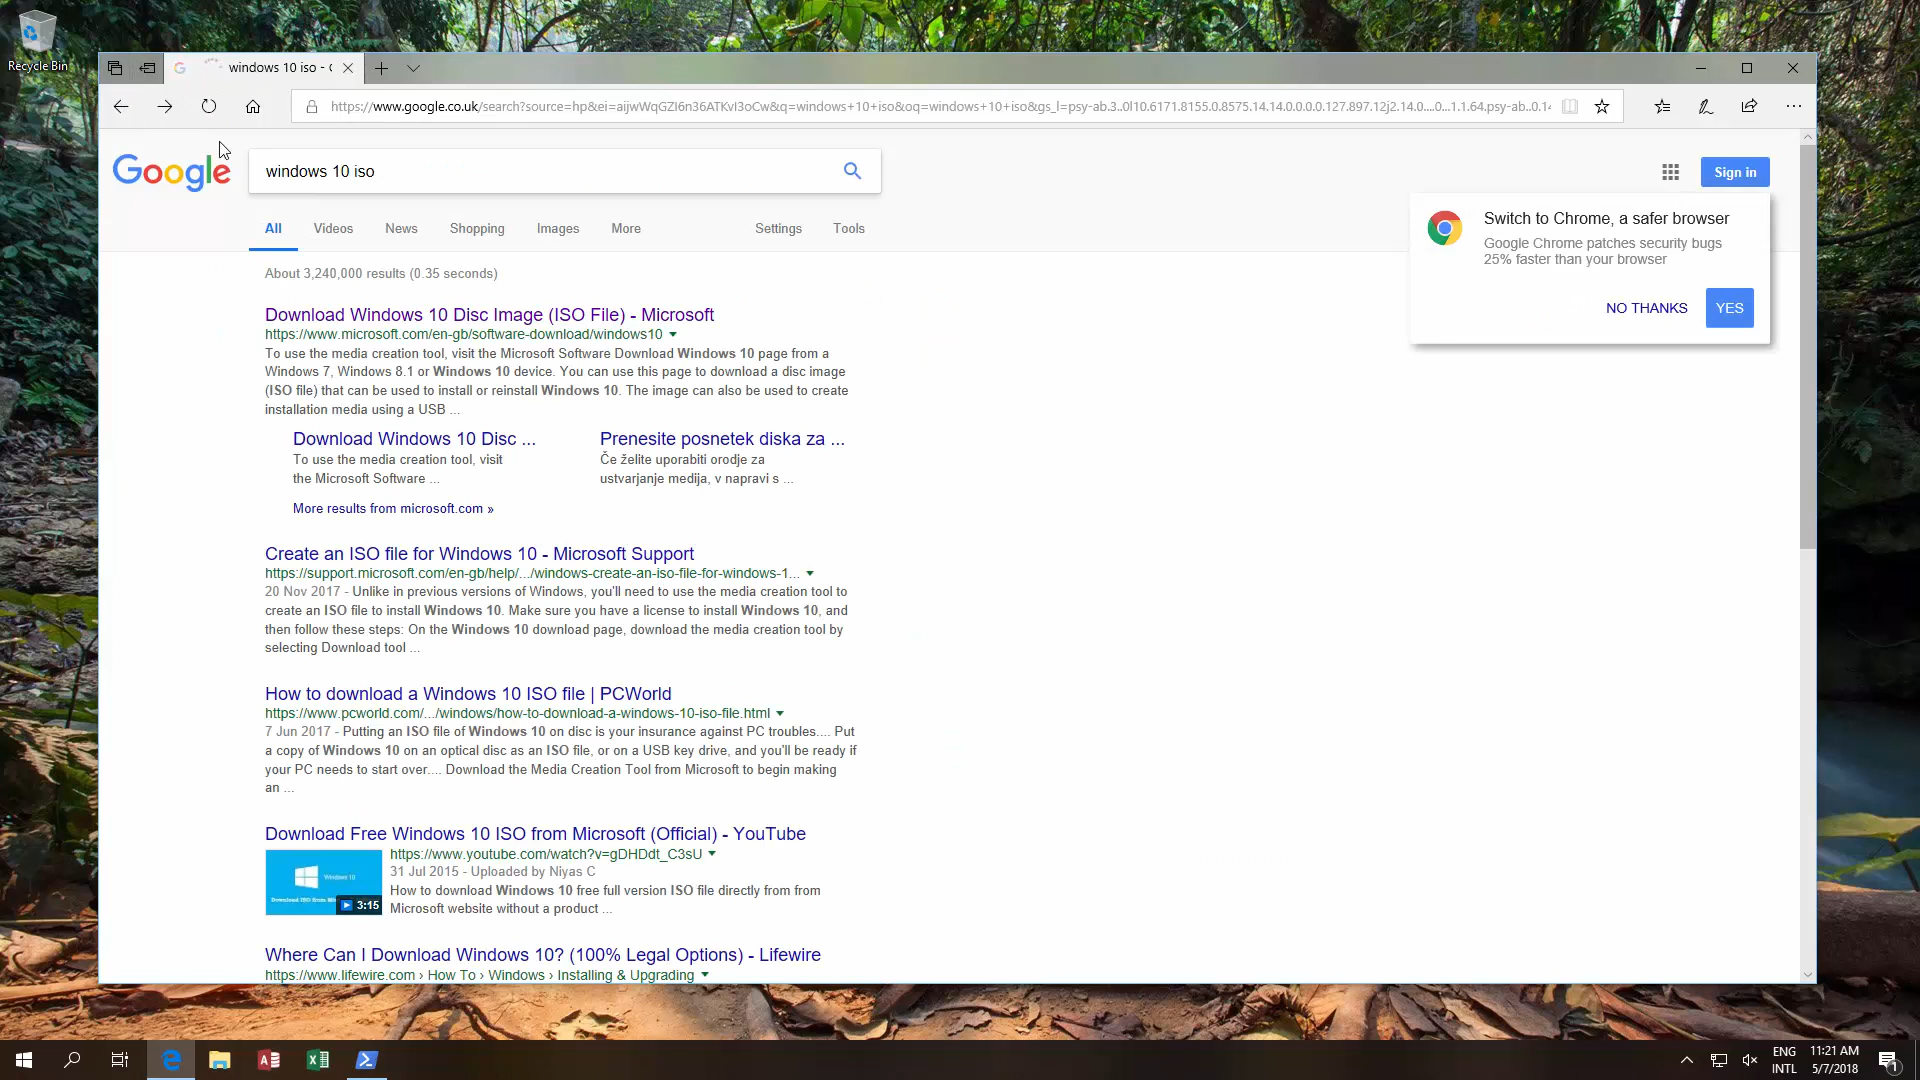 Recycle Bin
windows 10 iso - G
https://www.google.co.uk/search?source=hp&ei=aijwWqGZI6n36ATKvI3oCw&q=windows+10+iso&oq=windows+10+iso&gs_l=psy-ab.3..0l10.6171.8155.0.8575.14.14.0.0.0.0.127.897.12j2.14.0....0...1.1.64.psy-ab..0.14
Google
windows 10 iso
Sign in
All Videos News Shopping Images More Settings Tools
Switch to Chrome, a safer browser
Google Chrome patches security bugs
25% faster than your browser
NO THANKS YES
About 3,240,000 results (0.35 seconds)
Download Windows 10 Disc Image (ISO File) - Microsoft
https://www.microsoft.com/en-gb/software-download/windows10
To use the media creation tool, visit the Microsoft Software Download Windows 10 page from a
Windows 7, Windows 8.1 or Windows 10 device. You can use this page to download a disc image
(ISO file) that can be used to install or reinstall Windows 10. The image can also be used to create
installation media using a USB ...
Download Windows 10 Disc ...
To use the media creation tool, visit
the Microsoft Software ...
Prenesite posnetek diska za ...
Če želite uporabiti orodje za
ustvarjanje medija, v napravi s ...
More results from microsoft.com »
Create an ISO file for Windows 10 - Microsoft Support
https://support.microsoft.com/en-gb/help/.../windows-create-an-iso-file-for-windows-1...
20 Nov 2017 - Unlike in previous versions of Windows, you'll need to use the media creation tool to
create an ISO file to install Windows 10. Make sure you have a license to install Windows 10, and
then follow these steps: On the Windows 10 download page, download the media creation tool by
selecting Download tool ...
How to download a Windows 10 ISO file | PCWorld
https://www.pcworld.com/.../windows/how-to-download-a-windows-10-iso-file.html
7 Jun 2017 - Putting an ISO file of Windows 10 on disc is your insurance against PC troubles.... Put
a copy of Windows 10 on an optical disc as an ISO file, or on a USB key drive, and you'll be ready if
your PC needs to start over.... Download the Media Creation Tool from Microsoft to begin making
an ...
Download Free Windows 10 ISO from Microsoft (Official) - YouTube
Windows 10
3:15
https://www.youtube.com/watch?v=gDHDdt_C3sU
31 Jul 2015 - Uploaded by Niyas C
How to download Windows 10 free full version ISO file directly from from
Microsoft website without a product ...
Where Can I Download Windows 10? (100% Legal Options) - Lifewire
https://www.lifewire.com › How To › Windows › Installing & Upgrading
ENG
INTL
11:21 AM
5/7/2018
1